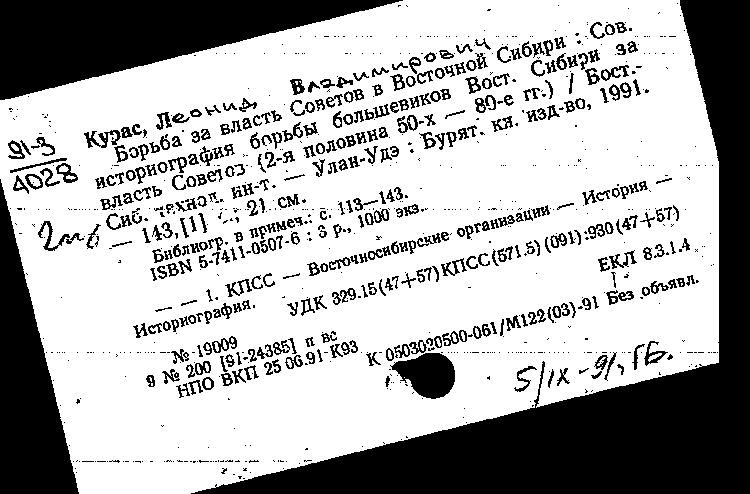 91-3
4028
Курас, Леонид Владимирович
Борьба за власть Советов в Восточной Сибири : Сов.
историография борьбы большевиков Вост. Сибири за
власть Советов (2-я половина 50-х — 80-е гг.) / Вост.-
Сиб. технол. ин-т. — Улан-Удэ : Бурят. кн. изд-во, 1991.
— 143,[1] с.; 21 см.
Библиогр. в примеч.: с. 113—143.
ISBN 5-7411-0507-6 : 3 р., 1000 экз.
— — 1. КПСС — Восточносибирские организации — История —
Историография.
УДК 329.15(47+57)КПСС(571.5)(091):930(47+57)
ЕКЛ 8.3.1.4
№ 19009
9 № 200 [91-24385] п вс
НПО ВКП 25.06.91 К93
К 0503020500-061/М122(03)-91 Без объявл.
5/IX-91г. ГБ.